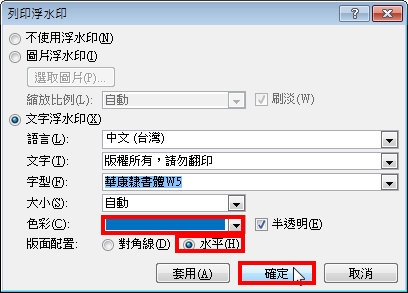 列印浮水印
不使用浮水印(N)
圖片浮水印(I)
選取圖片(P)...
縮放比例(L): 自動 刷淡(W)
文字浮水印(X)
語言(L): 中文 (台灣)
文字(T): 版權所有，請勿翻印
字型(F): 華康隸書體W5
大小(S): 自動
色彩(C): 半透明(E)
版面配置: 對角線(D) 水平(H)
套用(A) 確定 取消